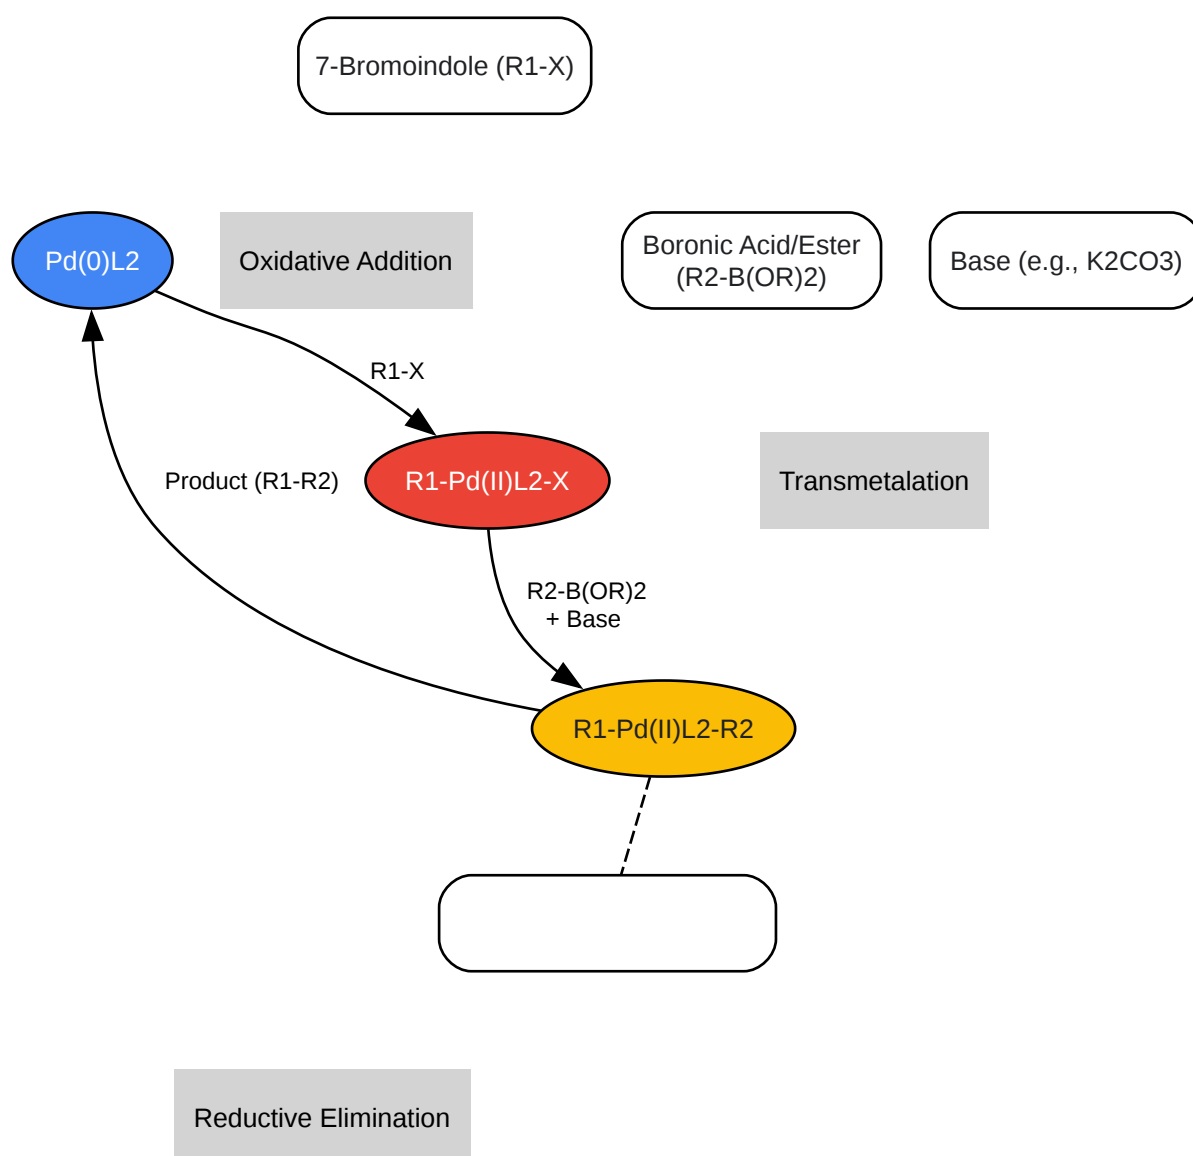 7-Bromoindole (R1-X)
Pd(0)L2
Oxidative Addition
Boronic Acid/Ester
(R2-B(OR)2)
Base (e.g., K2CO3)
R1-X
Product (R1-R2)
R1-Pd(II)L2-X
Transmetalation
R2-B(OR)2
+ Base
R1-Pd(II)L2-R2
Reductive Elimination